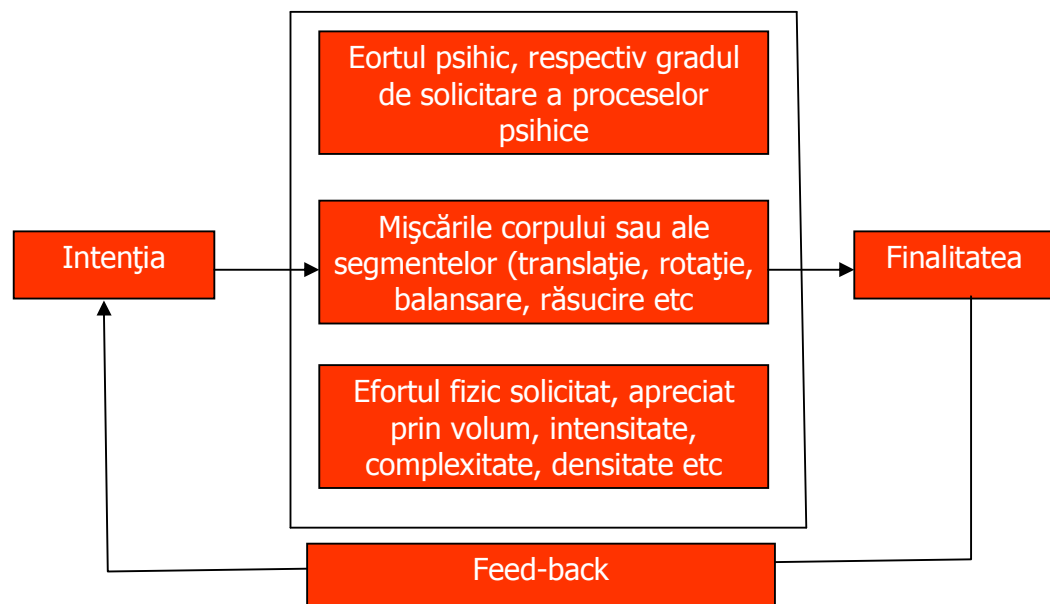 Eortul psihic, respectiv gradul
de solicitare a proceselor
psihice
Intenţia
Mişcările corpului sau ale
segmentelor (translaţie, rotaţie,
balansare, răsucire etc
Finalitatea
Efortul fizic solicitat, apreciat
prin volum, intensitate,
complexitate, densitate etc
Feed-back